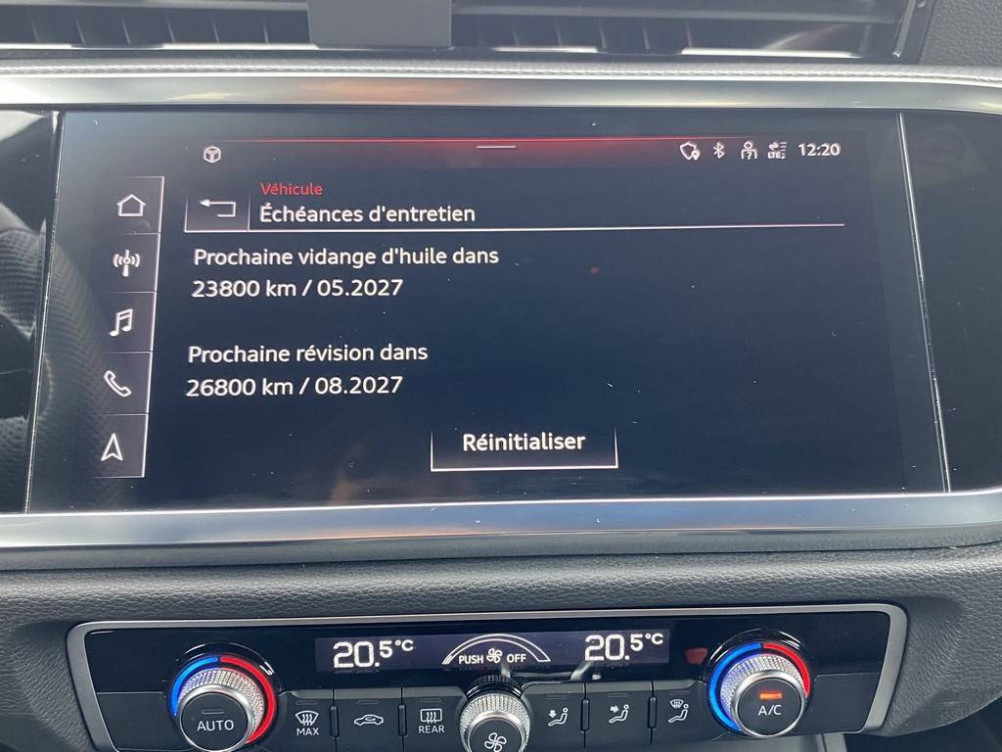 12:20
Véhicule
Échéances d'entretien
Prochaine vidange d'huile dans
23800 km / 05.2027
Prochaine révision dans
26800 km / 08.2027
Réinitialiser
20.5°C
PUSH OFF
20.5°C
AUTO
MAX
REAR
A/C